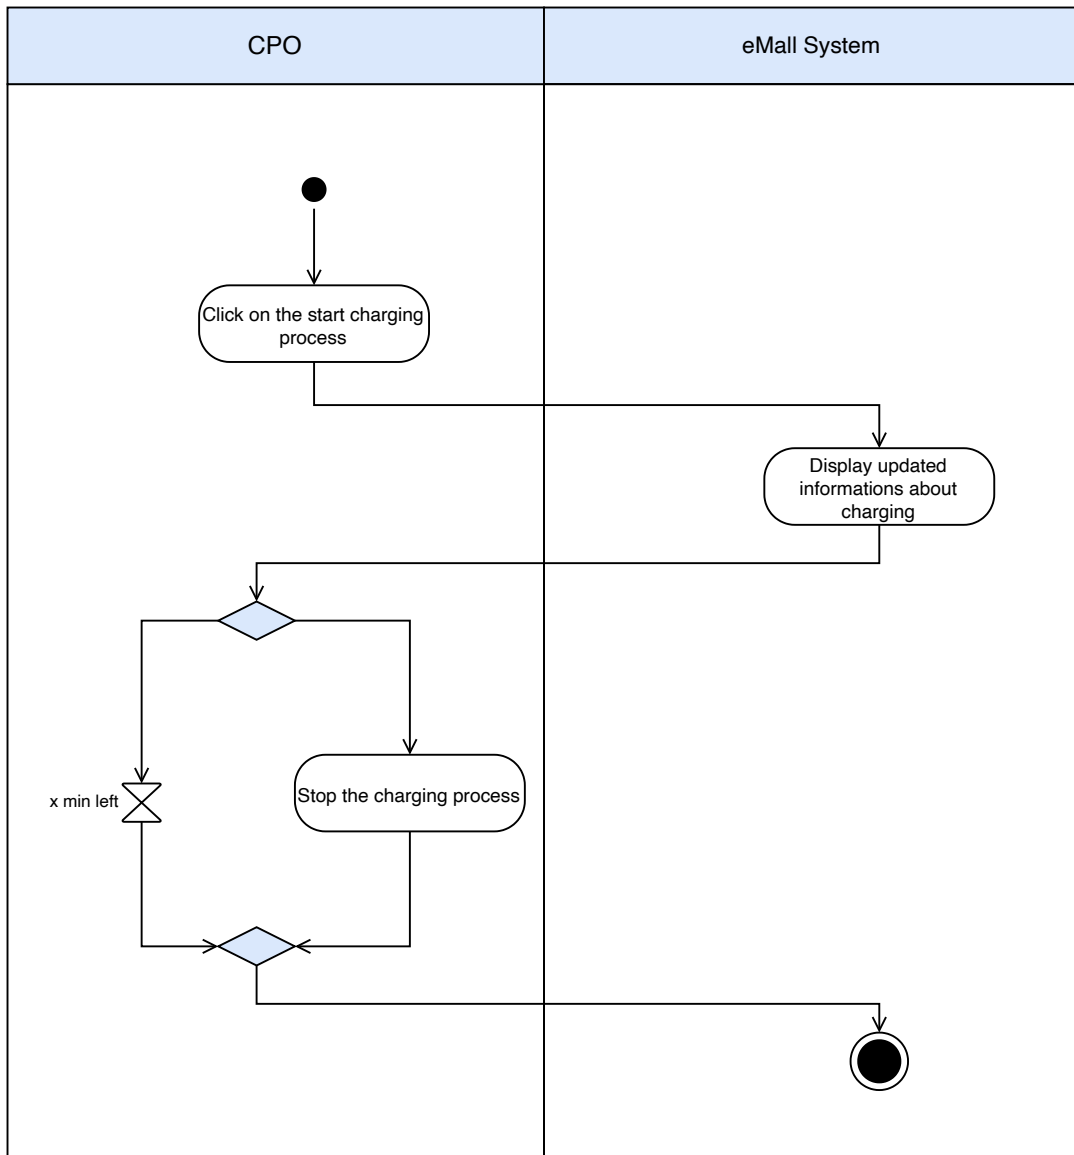 CPO
eMall System
Click on the start charging
process
Display updated
informations about
charging
x min left
Stop the charging process